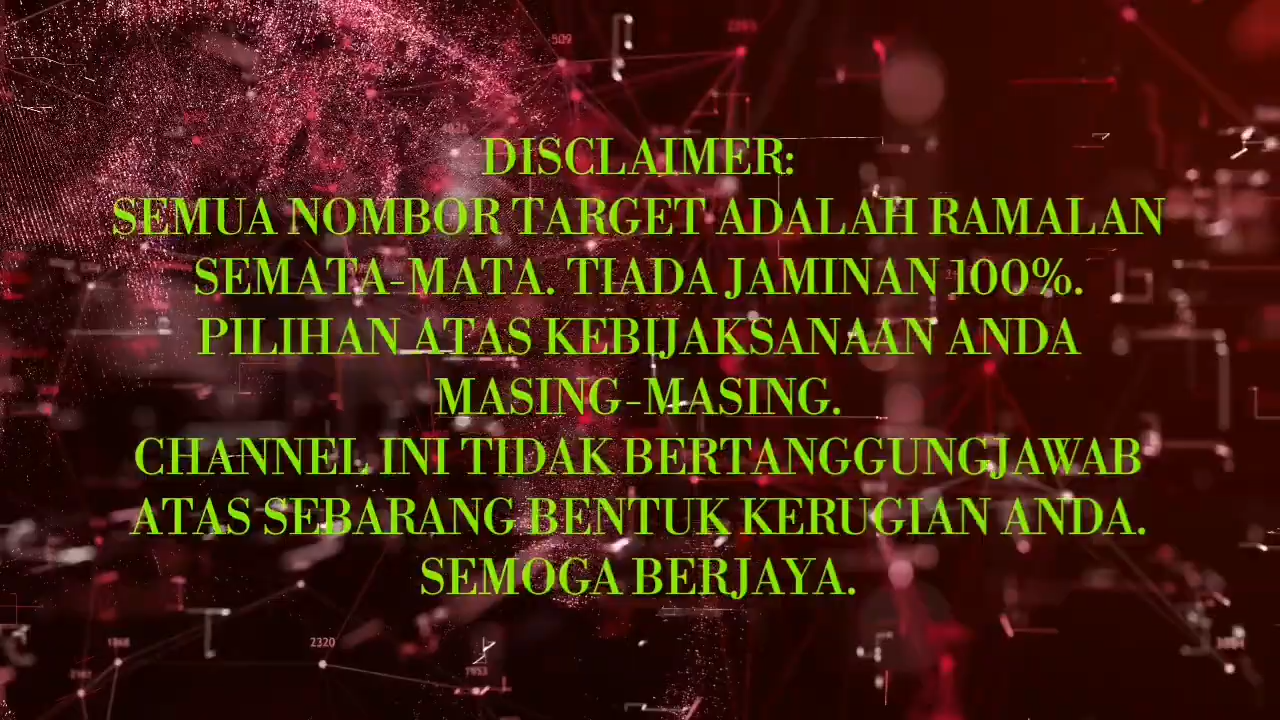 DISCLAIMER:
SEMUA NOMBOR TARGET ADALAH RAMALAN
SEMATA-MATA. TIADA JAMINAN 100%.
PILIHAN ATAS KEBIJAKSANAAN ANDA
MASING-MASING.
CHANNEL INI TIDAK BERTANGGUNGJAWAB
ATAS SEBARANG BENTUK KERUGIAN ANDA.
SEMOGA BERJAYA.
2320